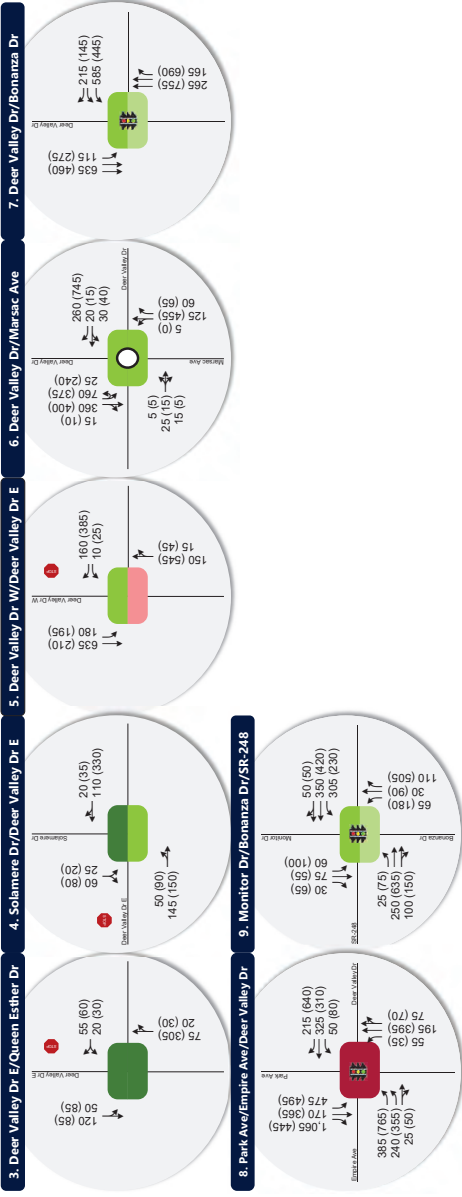 3. Deer Valley Dr E/Queen Esther Dr
Deer Valley Dr E
STOP
55 (60)
20 (30)
120 (85)
50 (85)
75 (305)
20 (30)
4. Solamere Dr/Deer Valley Dr E
Solamere Dr
Deer Valley Dr E
STOP
20 (35)
110 (330)
60 (80)
25 (20)
50 (90)
145 (150)
5. Deer Valley Dr W/Deer Valley Dr E
Deer Valley Dr W
STOP
160 (385)
10 (25)
635 (210)
180 (195)
150 (545)
15 (45)
6. Deer Valley Dr/Marsac Ave
Deer Valley Dr
Deer Valley Dr
Marsac Ave
260 (745)
20 (15)
30 (40)
15 (10)
360 (400)
760 (375)
25 (240)
5 (5)
25 (15)
15 (5)
5 (0)
125 (455)
60 (65)
7. Deer Valley Dr/Bonanza Dr
Deer Valley Dr
215 (145)
585 (445)
635 (460)
115 (275)
265 (755)
165 (690)
8. Park Ave/Empire Ave/Deer Valley Dr
Park Ave
Empire Ave
Deer Valley Dr
215 (640)
325 (310)
50 (80)
1,065 (445)
170 (365)
475 (495)
385 (765)
240 (355)
25 (50)
55 (35)
195 (395)
75 (70)
9. Monitor Dr/Bonanza Dr/SR-248
Monitor Dr
SR-248
Bonanza Dr
50 (50)
350 (420)
305 (230)
30 (65)
75 (55)
60 (100)
25 (75)
250 (635)
100 (150)
65 (180)
30 (90)
110 (505)